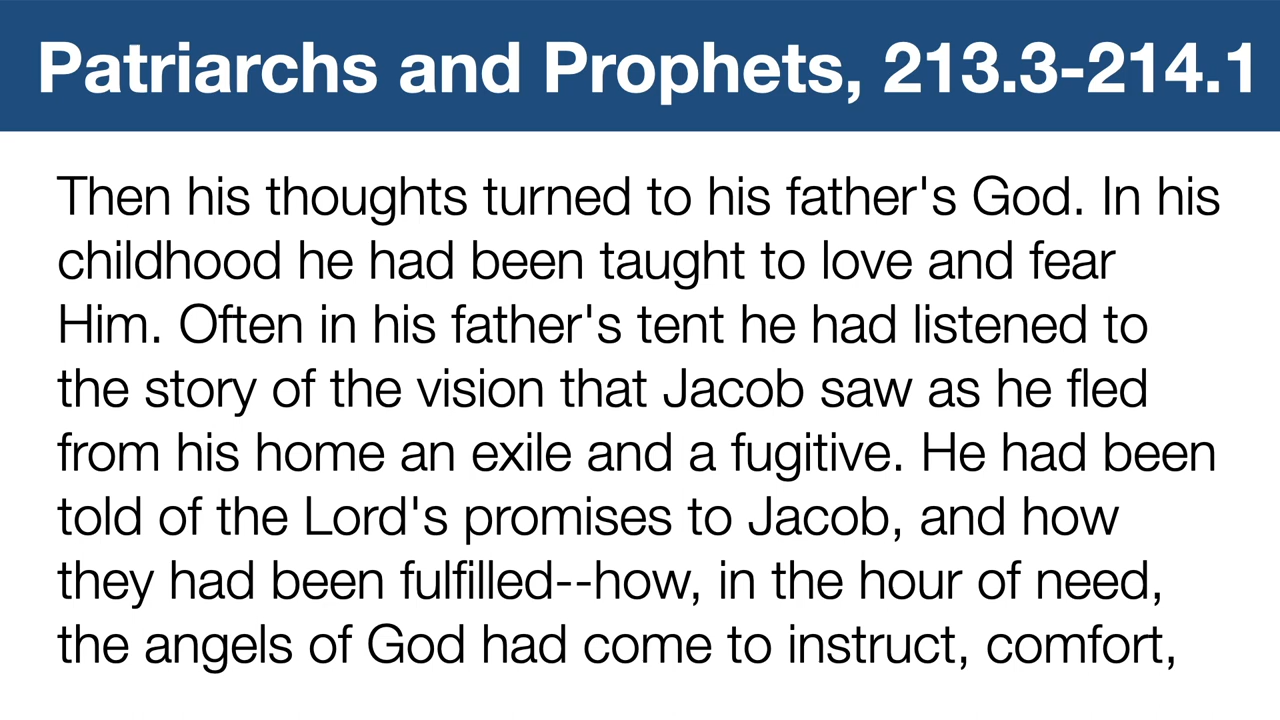 Patriarchs and Prophets, 213.3-214.1
Then his thoughts turned to his father's God. In his
childhood he had been taught to love and fear
Him. Often in his father's tent he had listened to
the story of the vision that Jacob saw as he fled
from his home an exile and a fugitive. He had been
told of the Lord's promises to Jacob, and how
they had been fulfilled--how, in the hour of need,
the angels of God had come to instruct, comfort,